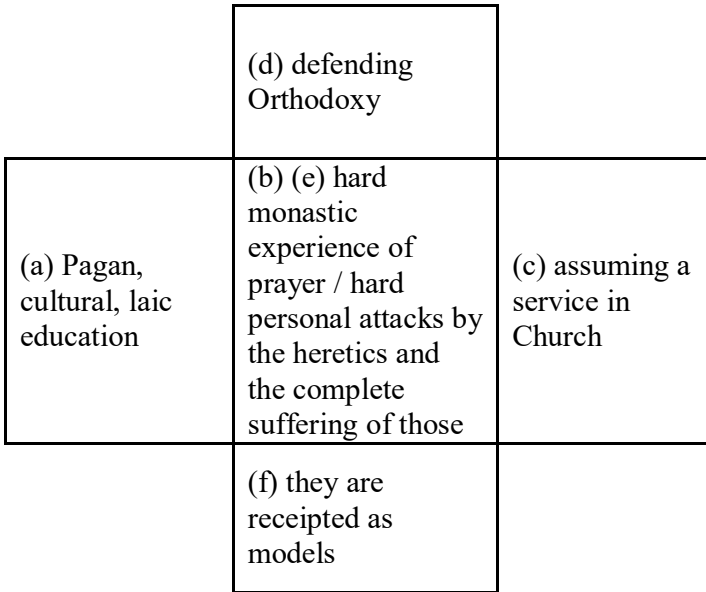 (d) defending
Orthodoxy
(a) Pagan,
cultural, laic
education
(b) (e) hard
monastic
experience of
prayer / hard
personal attacks by
the heretics and
the complete
suffering of those
(c) assuming a
service in
Church
(f) they are
receipted as
models